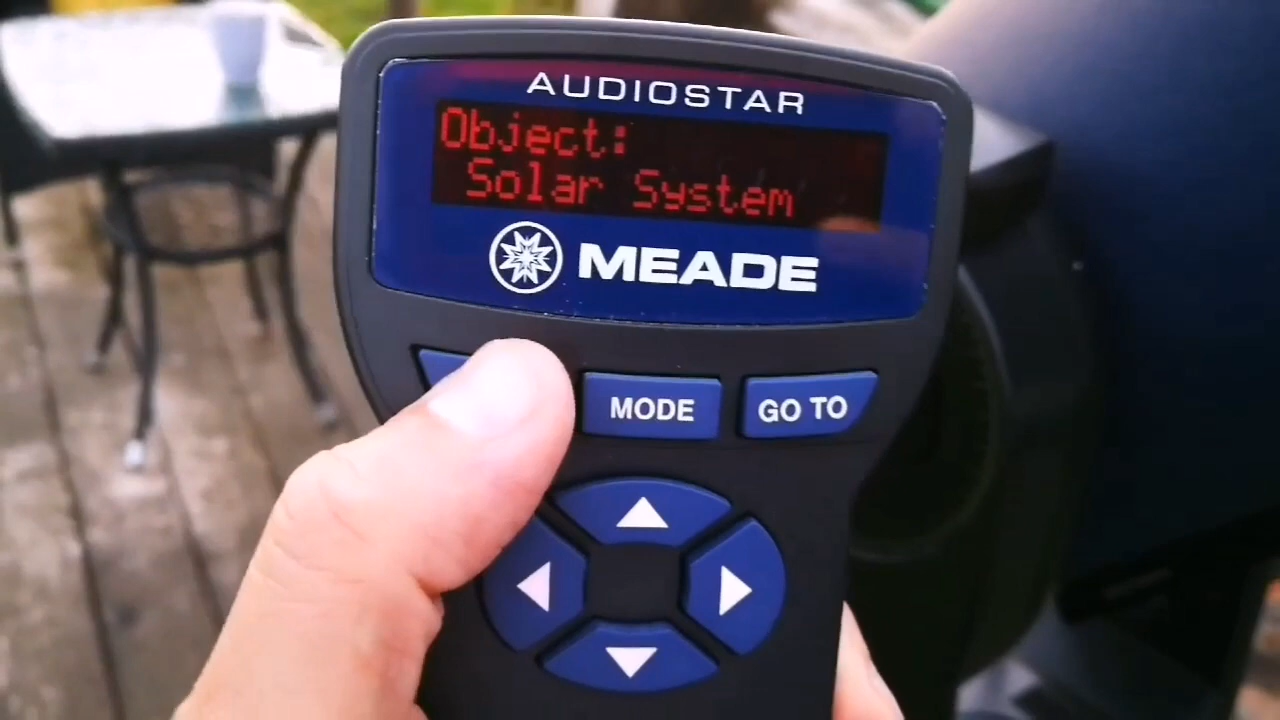 AUDIOSTAR
Object:
Solar System
MEADE
MODE
GO TO